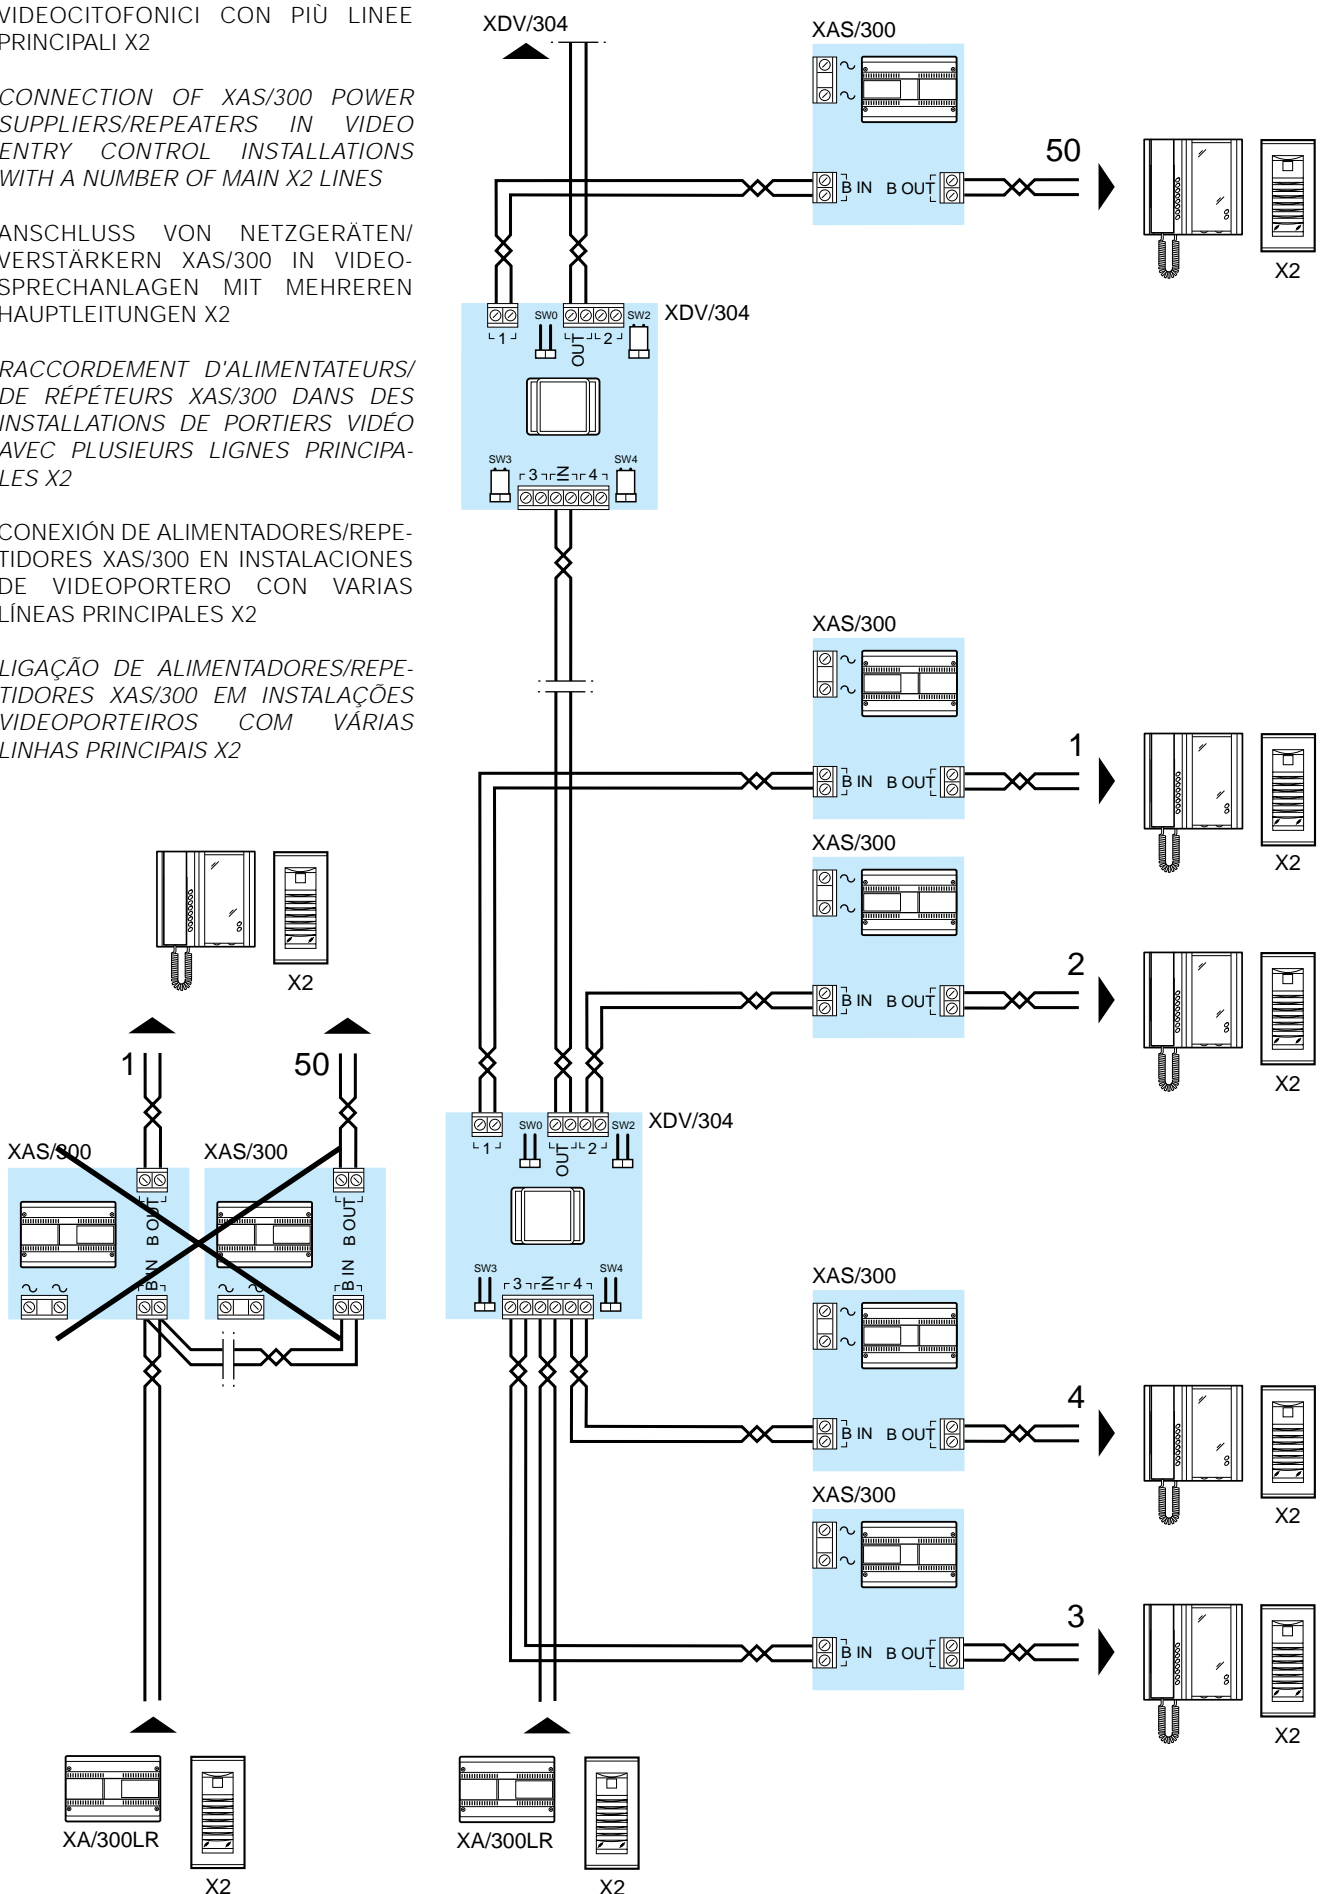 VIDEOCITOFONICI CON PIÙ LINEE
PRINCIPALI X2
CONNECTION OF XAS/300 POWER
SUPPLIERS/REPEATERS IN VIDEO
ENTRY CONTROL INSTALLATIONS
WITH A NUMBER OF MAIN X2 LINES
ANSCHLUSS VON NETZGERÄTEN/
VERSTÄRKERN XAS/300 IN VIDEO-
SPRECHANLAGEN MIT MEHREREN
HAUPTLEITUNGEN X2
RACCORDEMENT D'ALIMENTATEURS/
DE RÉPÉTEURS XAS/300 DANS DES
INSTALLATIONS DE PORTIERS VIDÉO
AVEC PLUSIEURS LIGNES PRINCIPA-
LES X2
CONEXIÓN DE ALIMENTADORES/REPE-
TIDORES XAS/300 EN INSTALACIONES
DE VIDEOPORTERO CON VARIAS
LÍNEAS PRINCIPALES X2
LIGAÇÃO DE ALIMENTADORES/REPE-
TIDORES XAS/300 EM INSTALAÇÕES
VIDEOPORTEIROS COM VÁRIAS
LINHAS PRINCIPAIS X2
X2
1
50
XAS/300
XAS/300
B OUT
B OUT
B IN
B IN
XA/300LR
X2
XDV/304
XAS/300
50
B IN B OUT
X2
XDV/304
1
SW0
OUT
2
SW2
SW3
3
IN
4
SW4
XAS/300
1
B IN B OUT
X2
XAS/300
2
B IN B OUT
X2
XDV/304
1
SW0
OUT
2
SW2
SW3
3
IN
4
SW4
XAS/300
4
B IN B OUT
X2
XAS/300
3
B IN B OUT
X2
XA/300LR
X2